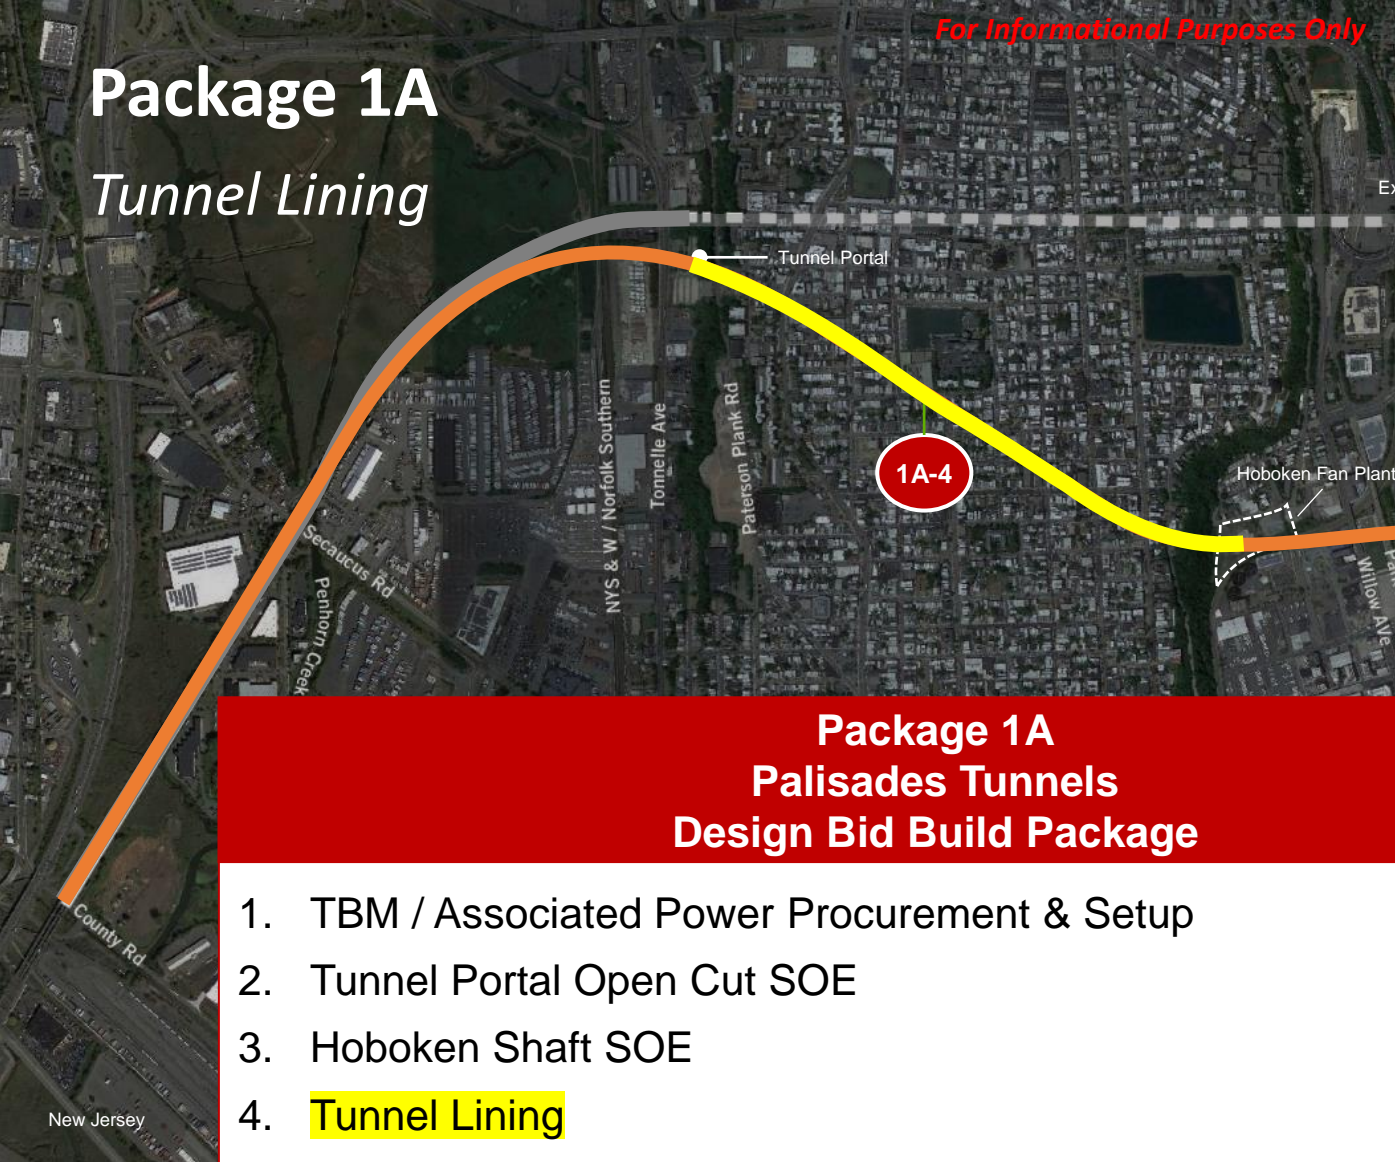 For Informational Purposes Only
Package 1A
Tunnel Lining
Tunnel Portal
NYS & W / Norfolk Southern
Tonnelle Ave
Paterson Plank Rd
1A-4
Hoboken Fan Plant
Willow Ave
Secaucus Rd
Penhorn Creek
County Rd
New Jersey
Package 1A
Palisades Tunnels
Design Bid Build Package
1. TBM / Associated Power Procurement & Setup
2. Tunnel Portal Open Cut SOE
3. Hoboken Shaft SOE
4. Tunnel Lining